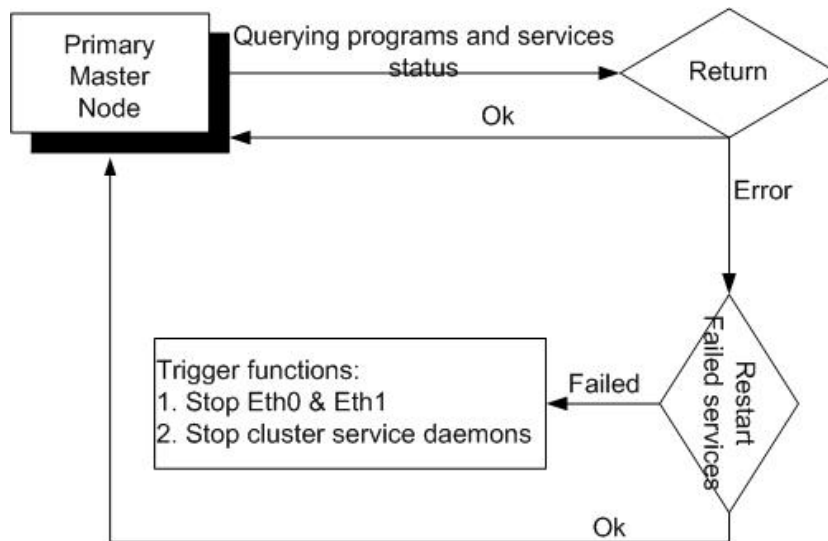 Primary
Master
Node
Querying programs and services
status
Return
Ok
Error
Trigger functions:
1. Stop Eth0 & Eth1
2. Stop cluster service daemons
Failed
Restart
Failed services
Ok